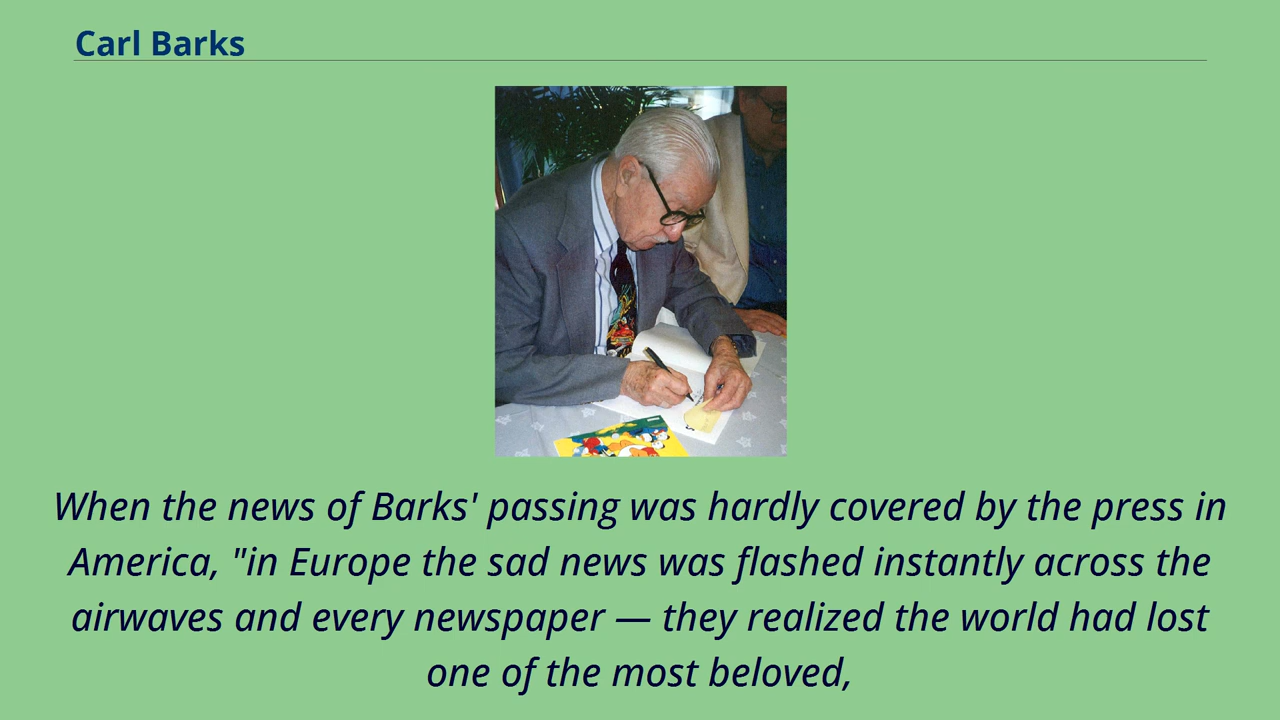 Carl Barks
When the news of Barks' passing was hardly covered by the press in
America, "in Europe the sad news was flashed instantly across the
airwaves and every newspaper — they realized the world had lost
one of the most beloved,